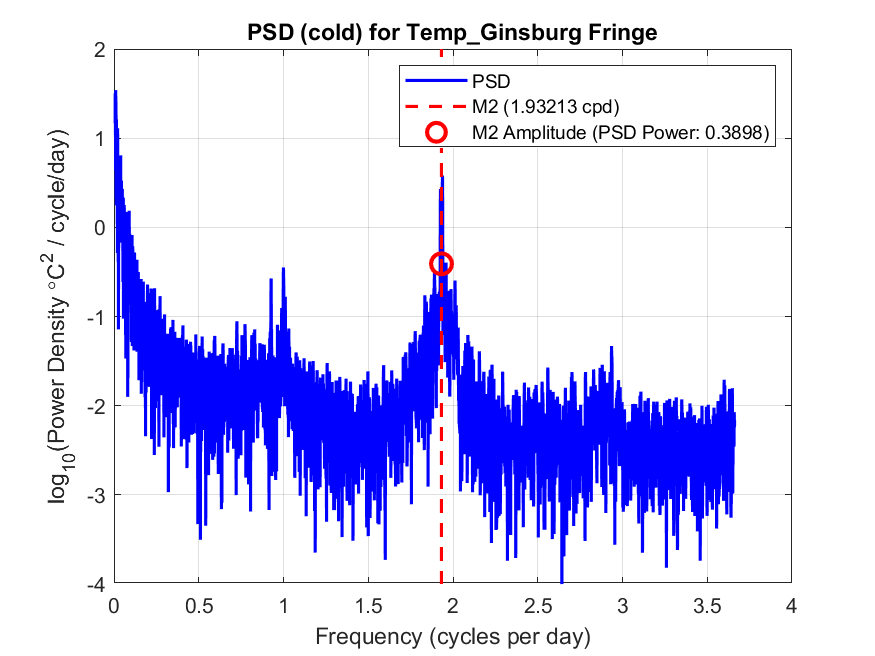 PSD (cold) for Temp_Ginsburg Fringe
PSD
M2 (1.93213 cpd)
M2 Amplitude (PSD Power: 0.3898)
log10(Power Density °C2 / cycle/day)
2
1
0
-1
-2
-3
-4
0 0.5 1 1.5 2 2.5 3 3.5 4
Frequency (cycles per day)